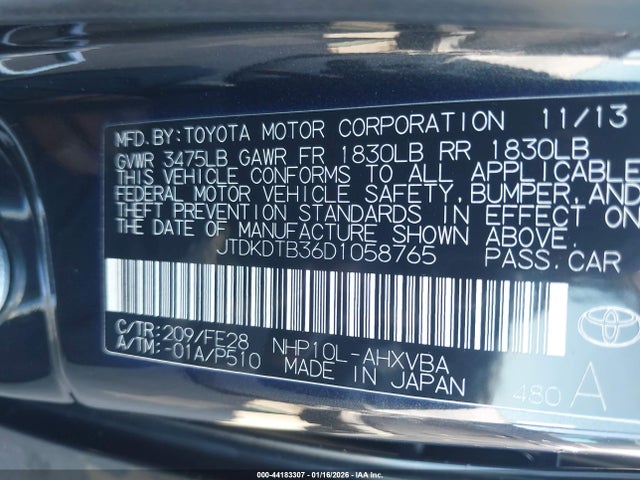 MFD.BY:TOYOTA MOTOR CORPORATION 11/13
GVWR 3475LB GAWR FR 1830LB RR 1830LB
THIS VEHICLE CONFORMS TO ALL APPLICABLE
FEDERAL MOTOR VEHICLE SAFETY,BUMPER,AND
THEFT PREVENTION STANDARDS IN EFFECT ON
THE DATE OF MANUFACTURE SHOWN ABOVE.
JTDKDTB36D1058765 PASS.CAR
C/TR:209/FE28 NHP10L-AHXVBA
A/TM:-01A/P510 MADE IN JAPAN
480 A
000-44183307 - 01/16/2026 - IAA Inc.